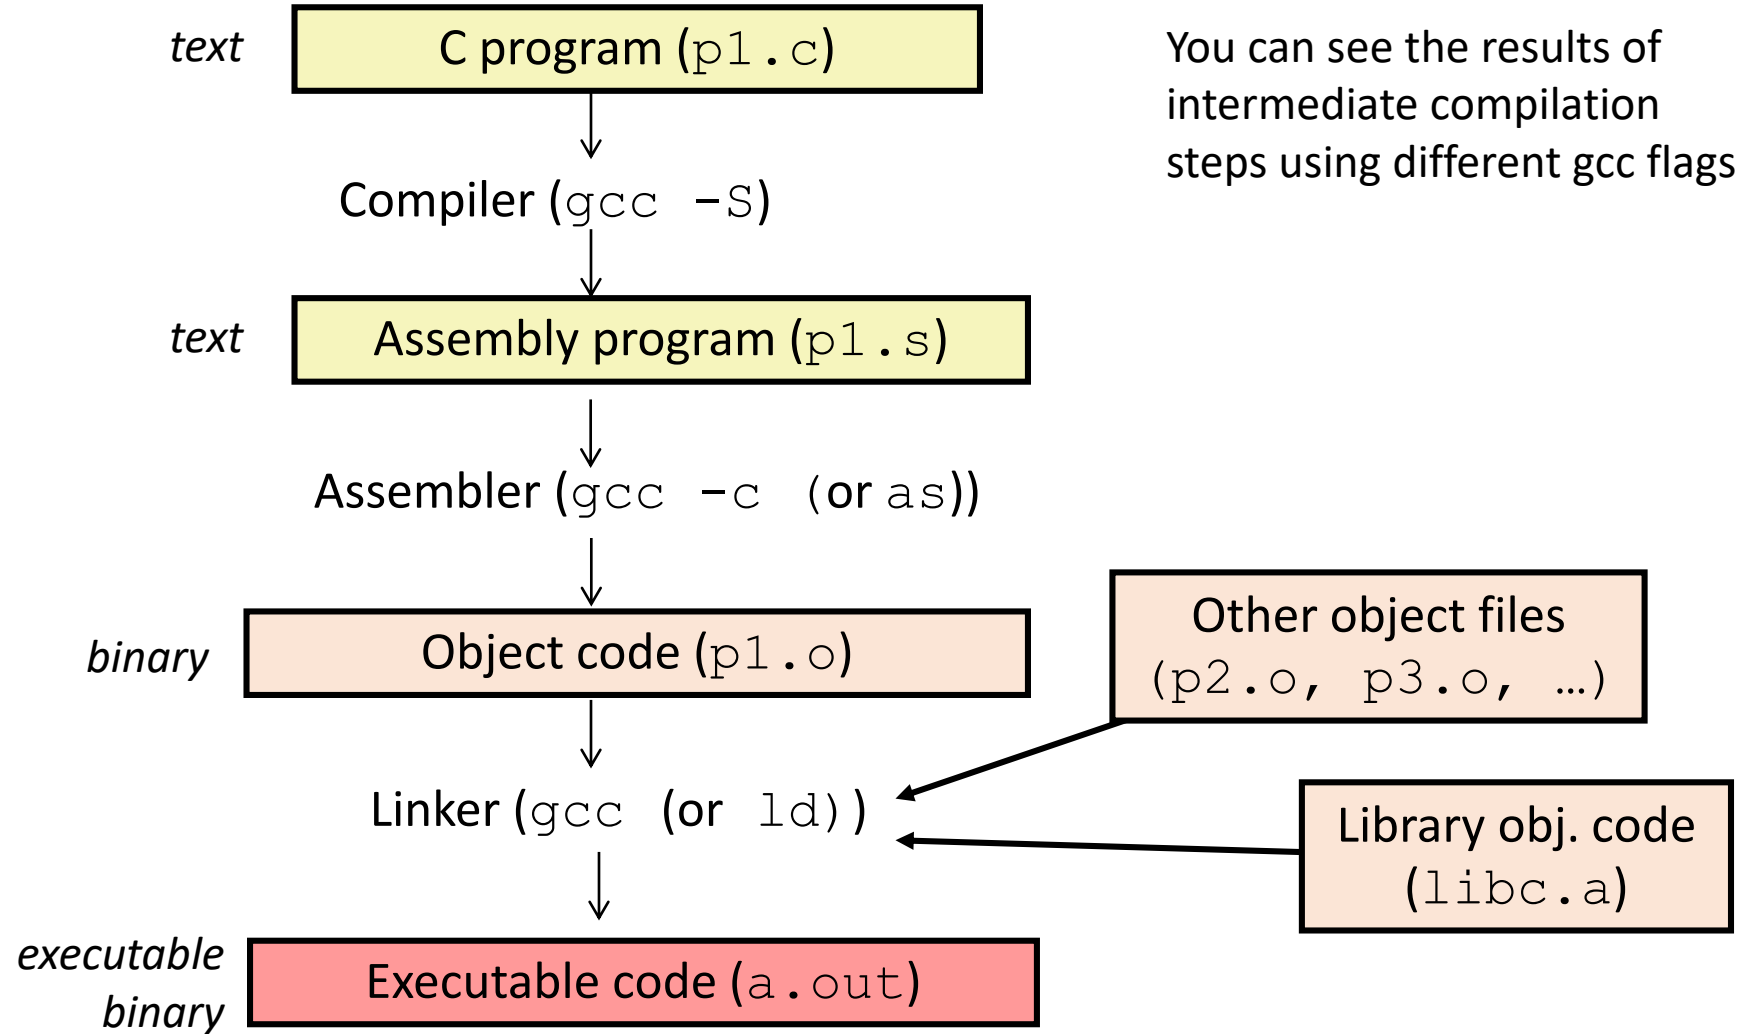 text
C program (p1.c)
You can see the results of
intermediate compilation
steps using different gcc flags
Compiler (gcc -S)
text
Assembly program (p1.s)
Assembler (gcc -c (or as))
binary
Object code (p1.o)
Other object files
(p2.o, p3.o, …)
Linker (gcc (or ld))
Library obj. code
(libc.a)
executable
binary
Executable code (a.out)